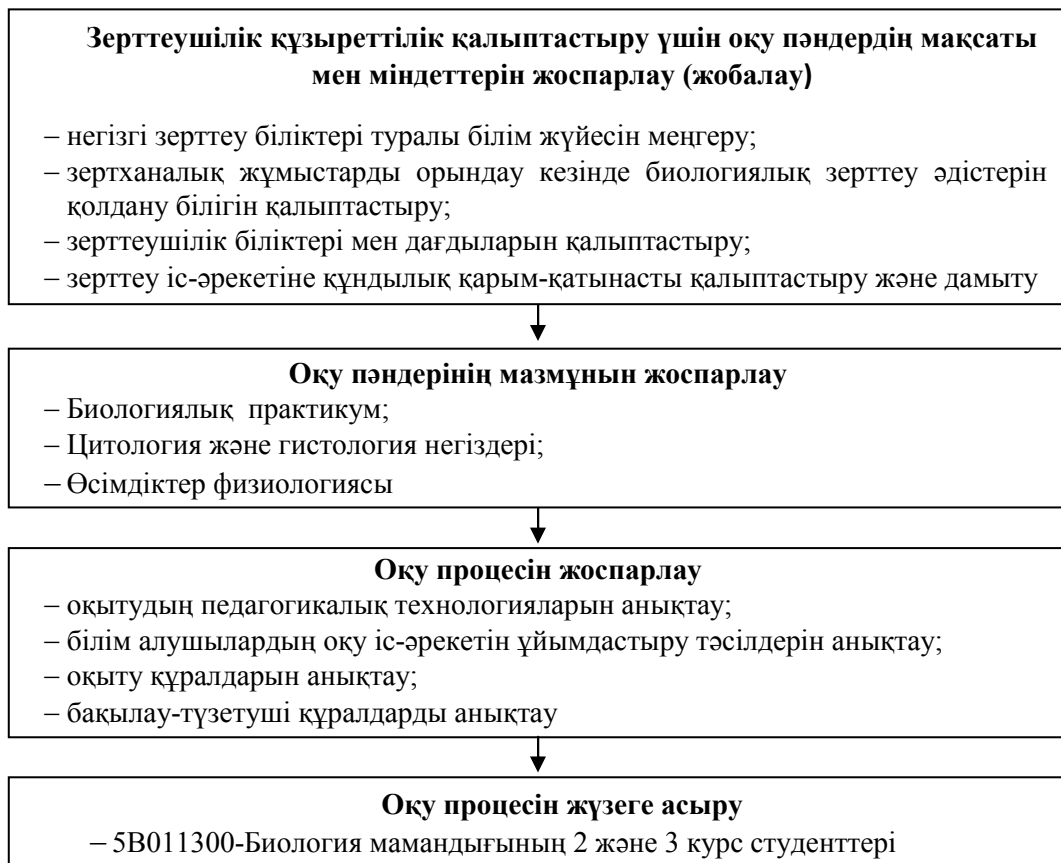 Зерттеушілік құзыреттілік қалыптастыру үшін оқу пәндердің мақсаты
мен міндеттерін жоспарлау (жобалау)
– негізгі зерттеу біліктері туралы білім жүйесін меңгеру;
– зертханалық жұмыстарды орындау кезінде биологиялық зерттеу әдістерін
қолдану білігін қалыптастыру;
– зерттеушілік біліктері мен дағдыларын қалыптастыру;
– зерттеу іс-әрекетіне құндылық қарым-қатынасты қалыптастыру және дамыту
Оқу пәндерінің мазмұнын жоспарлау
– Биологиялық практикум;
– Цитология және гистология негіздері;
– Өсімдіктер физиологиясы
Оқу процесін жоспарлау
– оқытудың педагогикалық технологияларын анықтау;
– білім алушылардың оқу іс-әрекетін ұйымдастыру тәсілдерін анықтау;
– оқыту құралдарын анықтау;
– бақылау-түзетуші құралдарды анықтау
Оқу процесін жүзеге асыру
– 5В011300-Биология мамандығының 2 және 3 курс студенттері